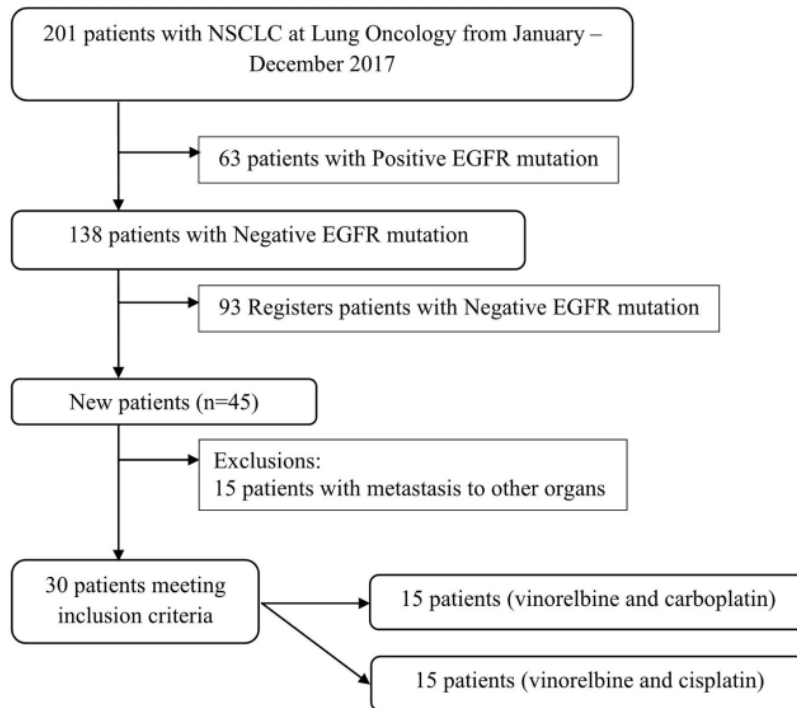 201 patients with NSCLC at Lung Oncology from January –
December 2017
63 patients with Positive EGFR mutation
138 patients with Negative EGFR mutation
93 Registers patients with Negative EGFR mutation
New patients (n=45)
Exclusions:
15 patients with metastasis to other organs
30 patients meeting
inclusion criteria
15 patients (vinorelbine and carboplatin)
15 patients (vinorelbine and cisplatin)